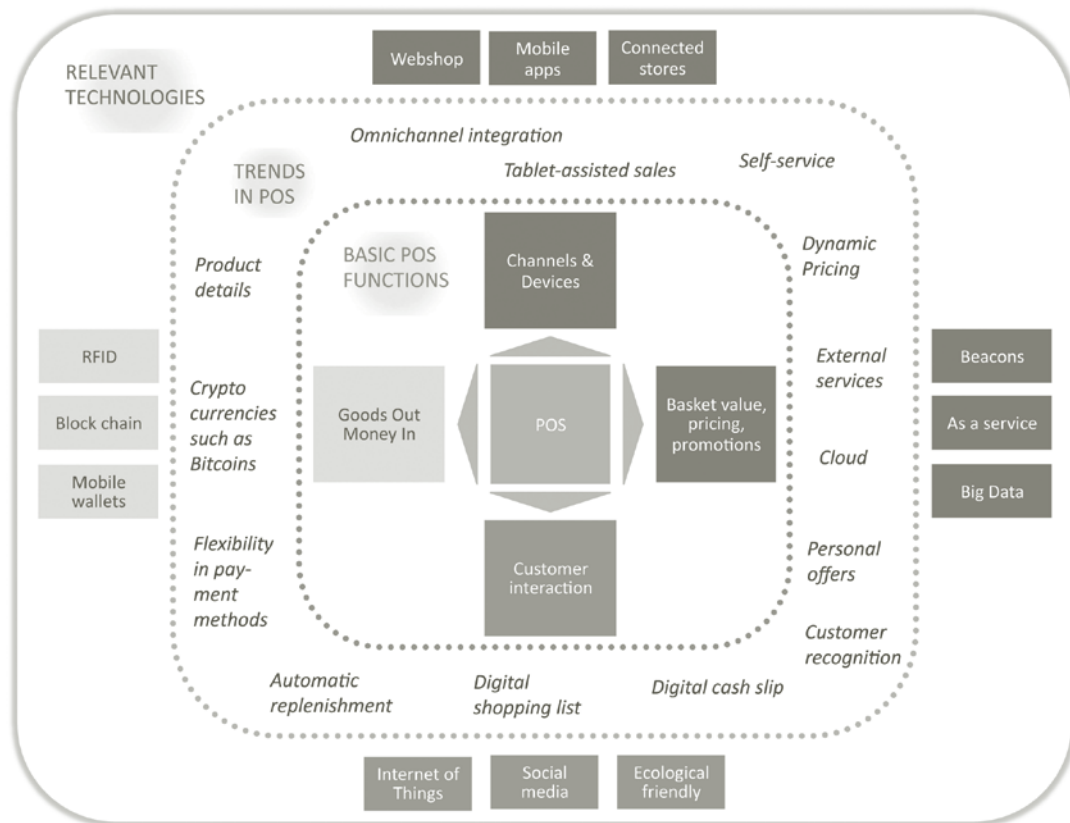 Webshop
Mobile
apps
Connected
stores
RELEVANT
TECHNOLOGIES
Omnichannel integration
Tablet-assisted sales
Self-service
TRENDS
IN POS
BASIC POS
FUNCTIONS
Channels &
Devices
Product
details
Dynamic
Pricing
RFID
Block chain
Mobile
wallets
Crypto
currencies
such as
Bitcoins
Goods Out
Money In
POS
Basket value,
pricing,
promotions
External
services
Cloud
Beacons
As a service
Big Data
Flexibility
in pay-
ment
methods
Customer
interaction
Personal
offers
Customer
recognition
Automatic
replenishment
Digital
shopping list
Digital cash slip
Internet of
Things
Social
media
Ecological
friendly